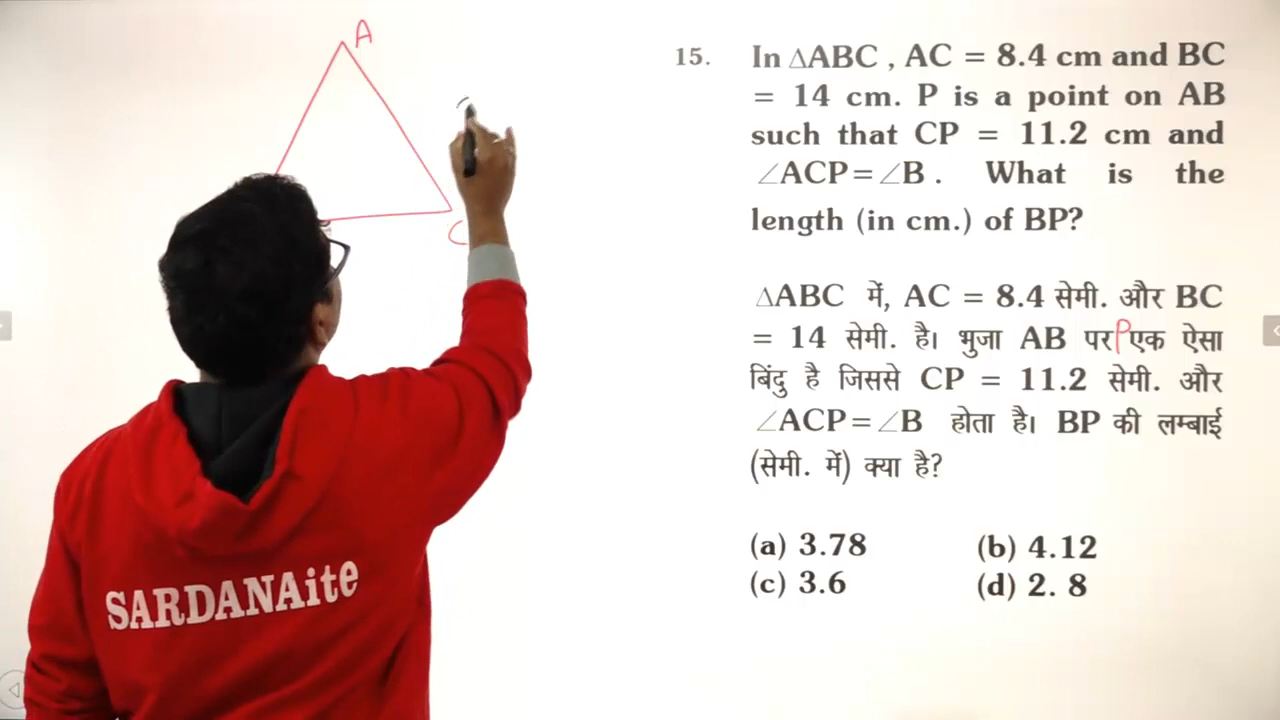 A
C
15. In ∆ABC , AC = 8.4 cm and BC
= 14 cm. P is a point on AB
such that CP = 11.2 cm and
∠ACP=∠B . What is the
length (in cm.) of BP?
∆ABC में, AC = 8.4 सेमी. और BC
= 14 सेमी. है। भुजा AB पर P एक ऐसा
बिंदु है जिससे CP = 11.2 सेमी. और
∠ACP=∠B होता है। BP की लम्बाई
(सेमी. में) क्या है?
(a) 3.78 (b) 4.12
(c) 3.6 (d) 2. 8
SARDANAite